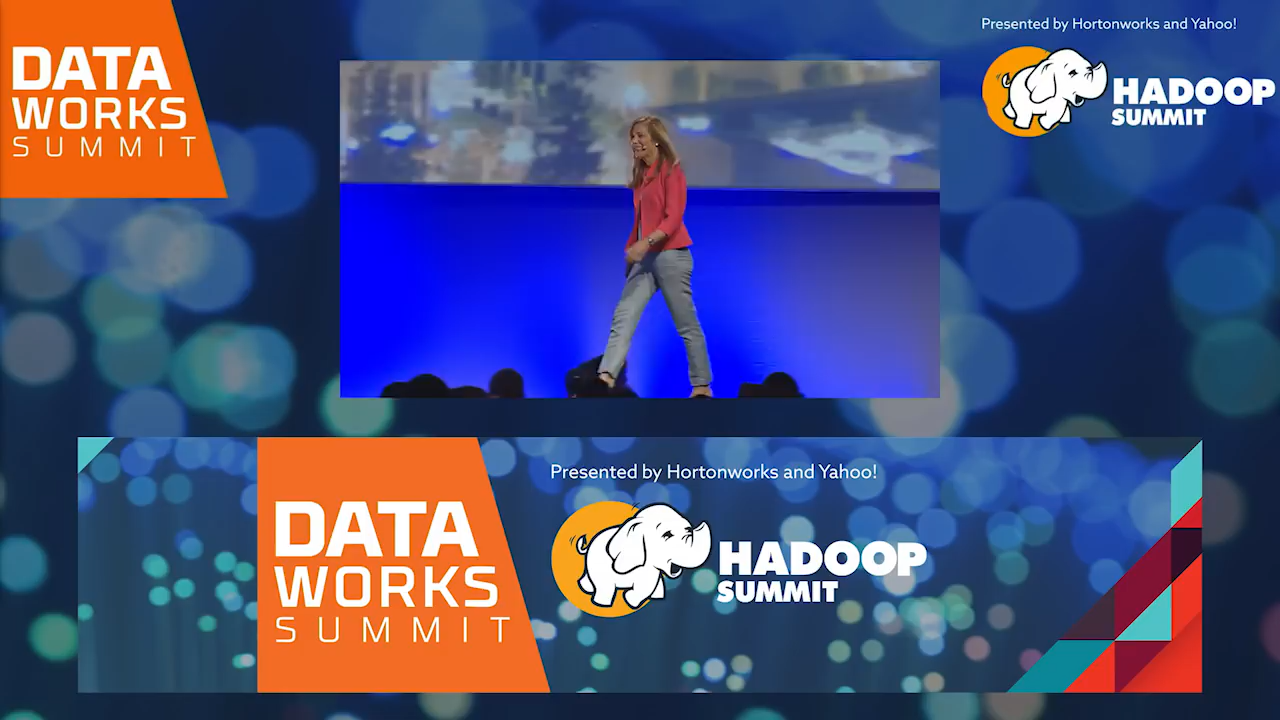 DATA
WORKS
SUMMIT
Presented by Hortonworks and Yahoo!
HADOOP
SUMMIT
DATA
WORKS
SUMMIT
Presented by Hortonworks and Yahoo!
HADOOP
SUMMIT